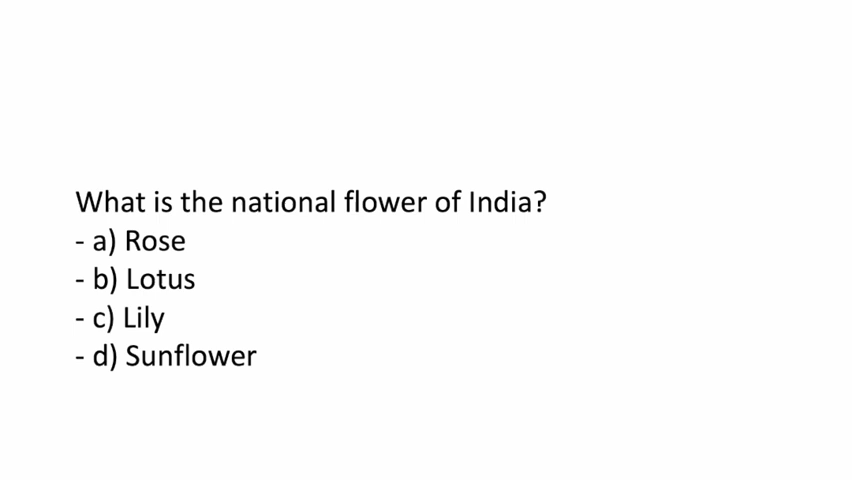 What is the national flower of India?
- a) Rose
- b) Lotus
- c) Lily
- d) Sunflower